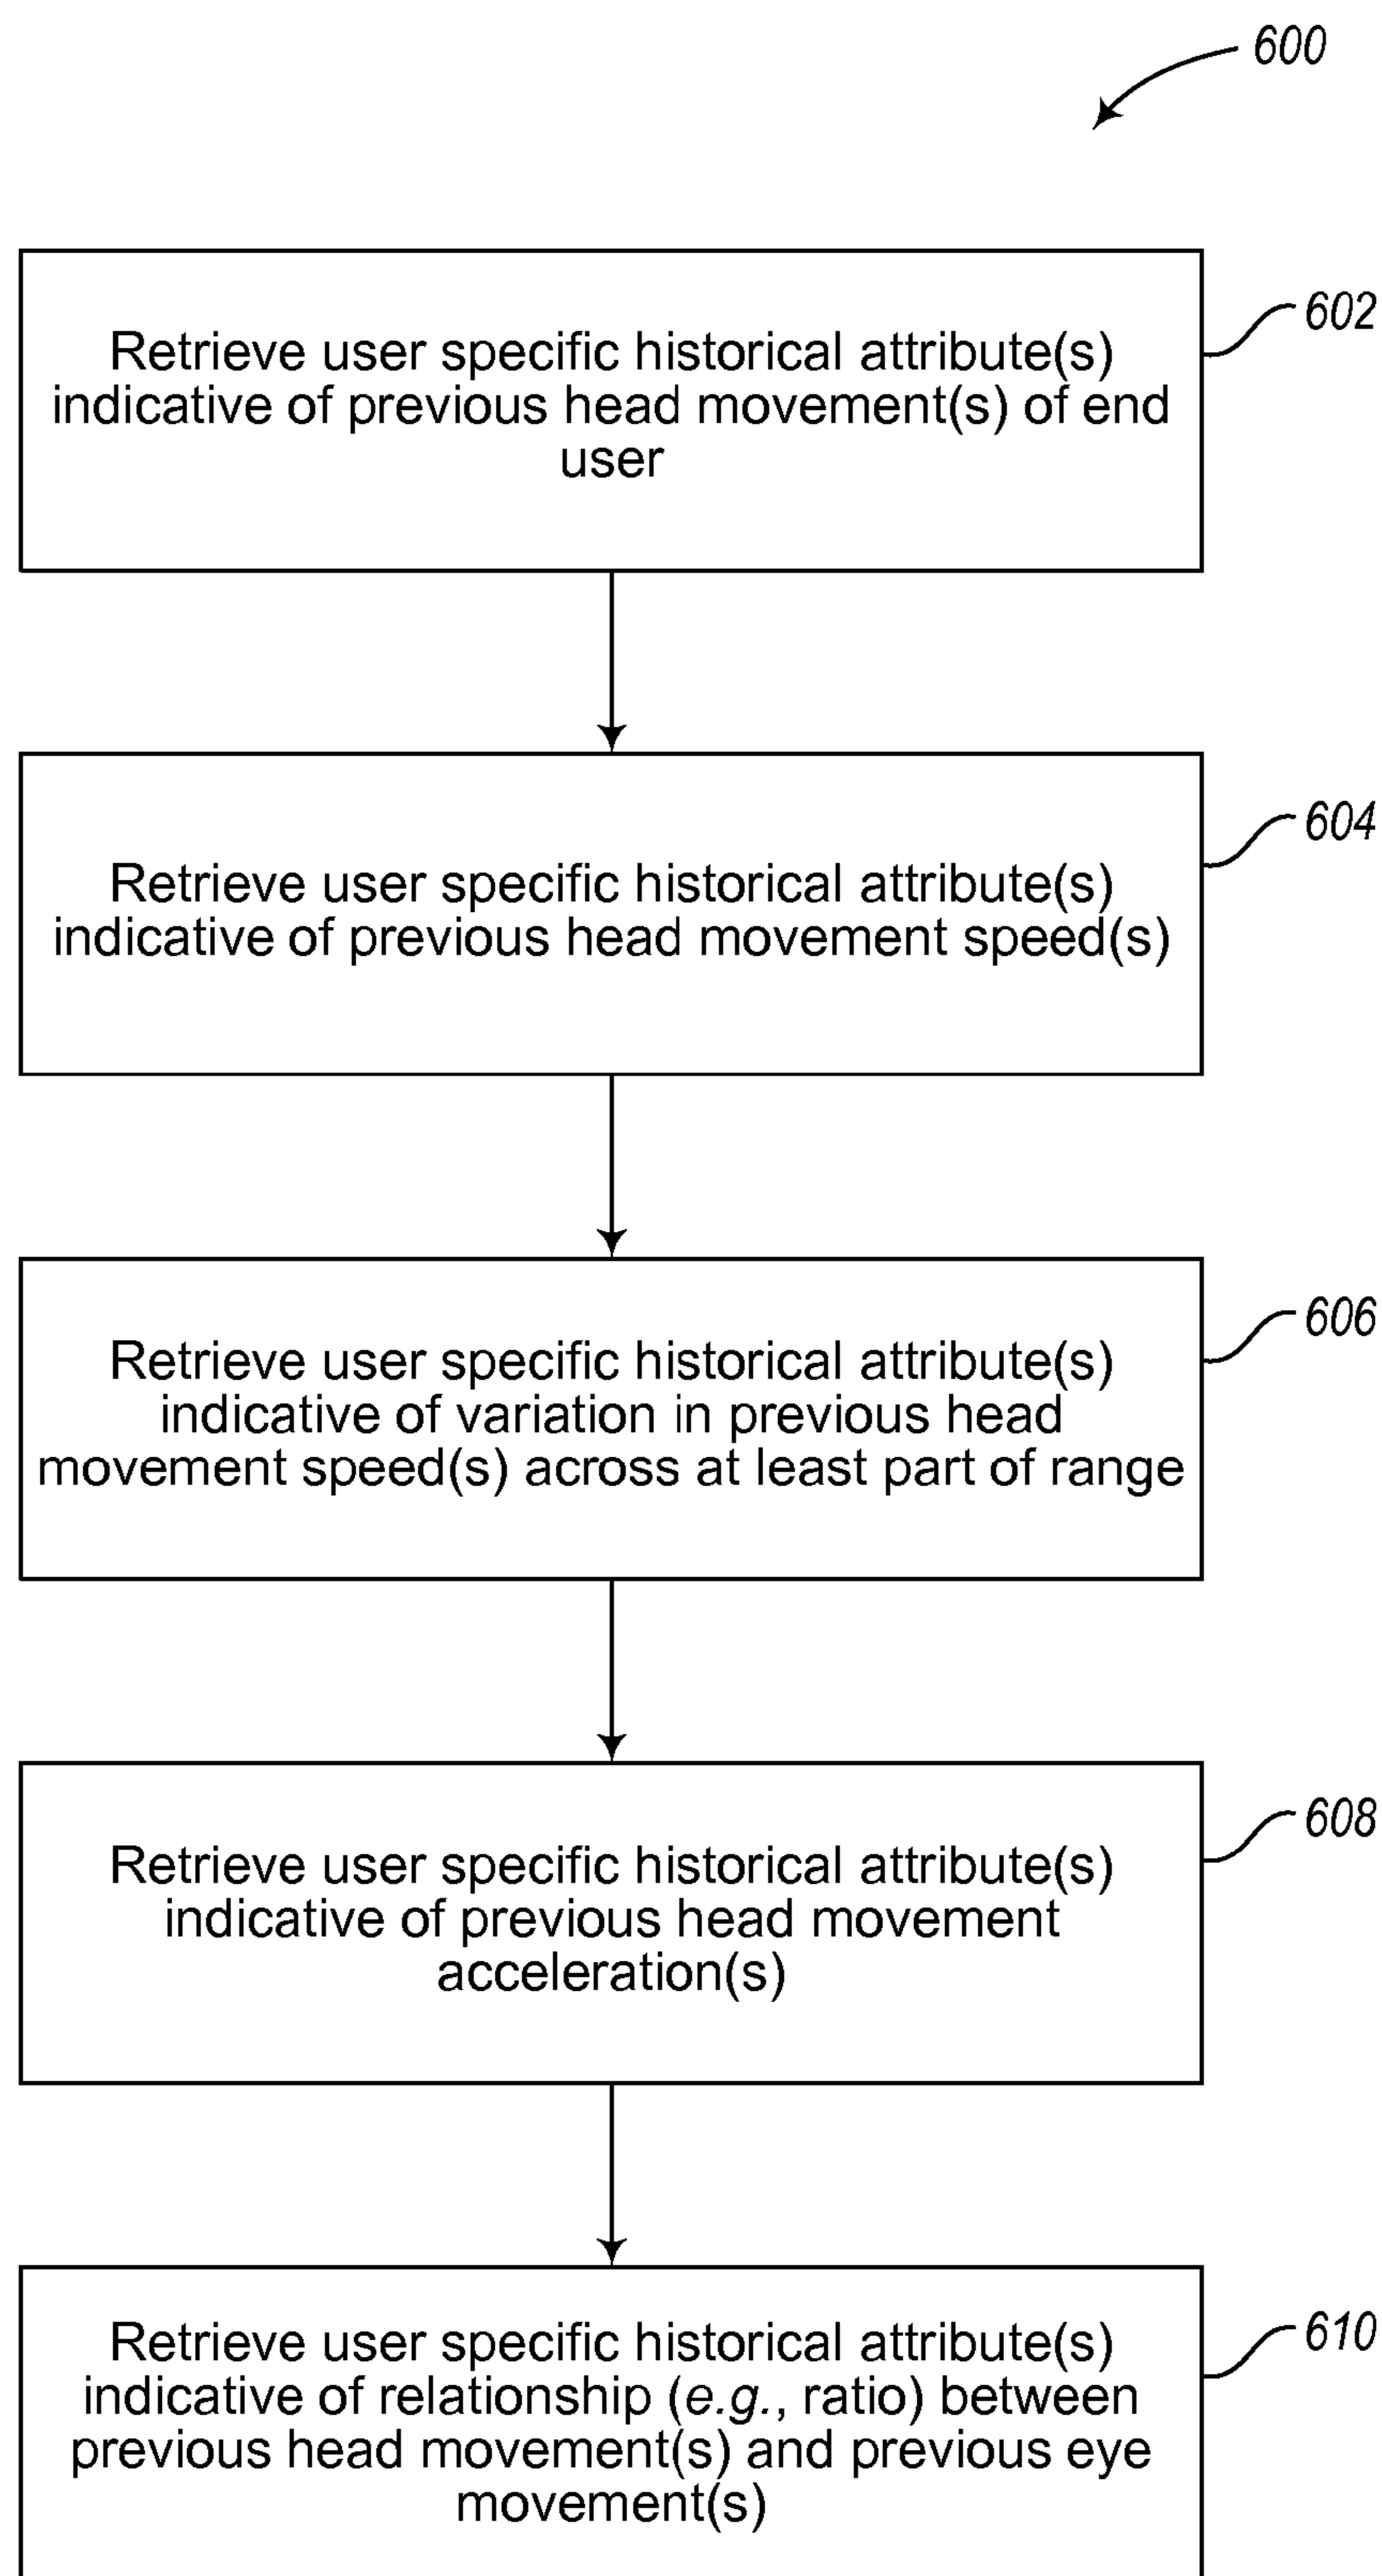 600
Retrieve user specific historical attribute(s)
indicative of previous head movement(s) of end
user
602
Retrieve user specific historical attribute(s)
indicative of previous head movement speed(s)
604
Retrieve user specific historical attribute(s)
indicative of variation in previous head
movement speed(s) across at least part of range
606
Retrieve user specific historical attribute(s)
indicative of previous head movement
acceleration(s)
608
Retrieve user specific historical attribute(s)
indicative of relationship (e.g., ratio) between
previous head movement(s) and previous eye
movement(s)
610